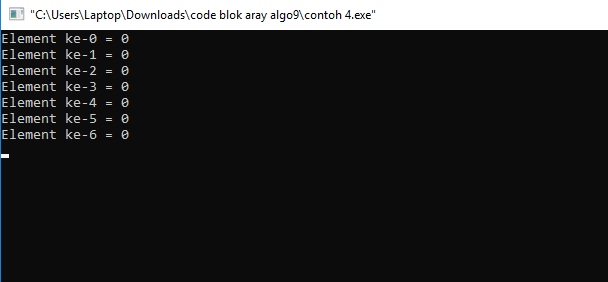 "C:\Users\Laptop\Downloads\code blok aray algo9\contoh 4.exe"
Element ke-0 = 0
Element ke-1 = 0
Element ke-2 = 0
Element ke-3 = 0
Element ke-4 = 0
Element ke-5 = 0
Element ke-6 = 0